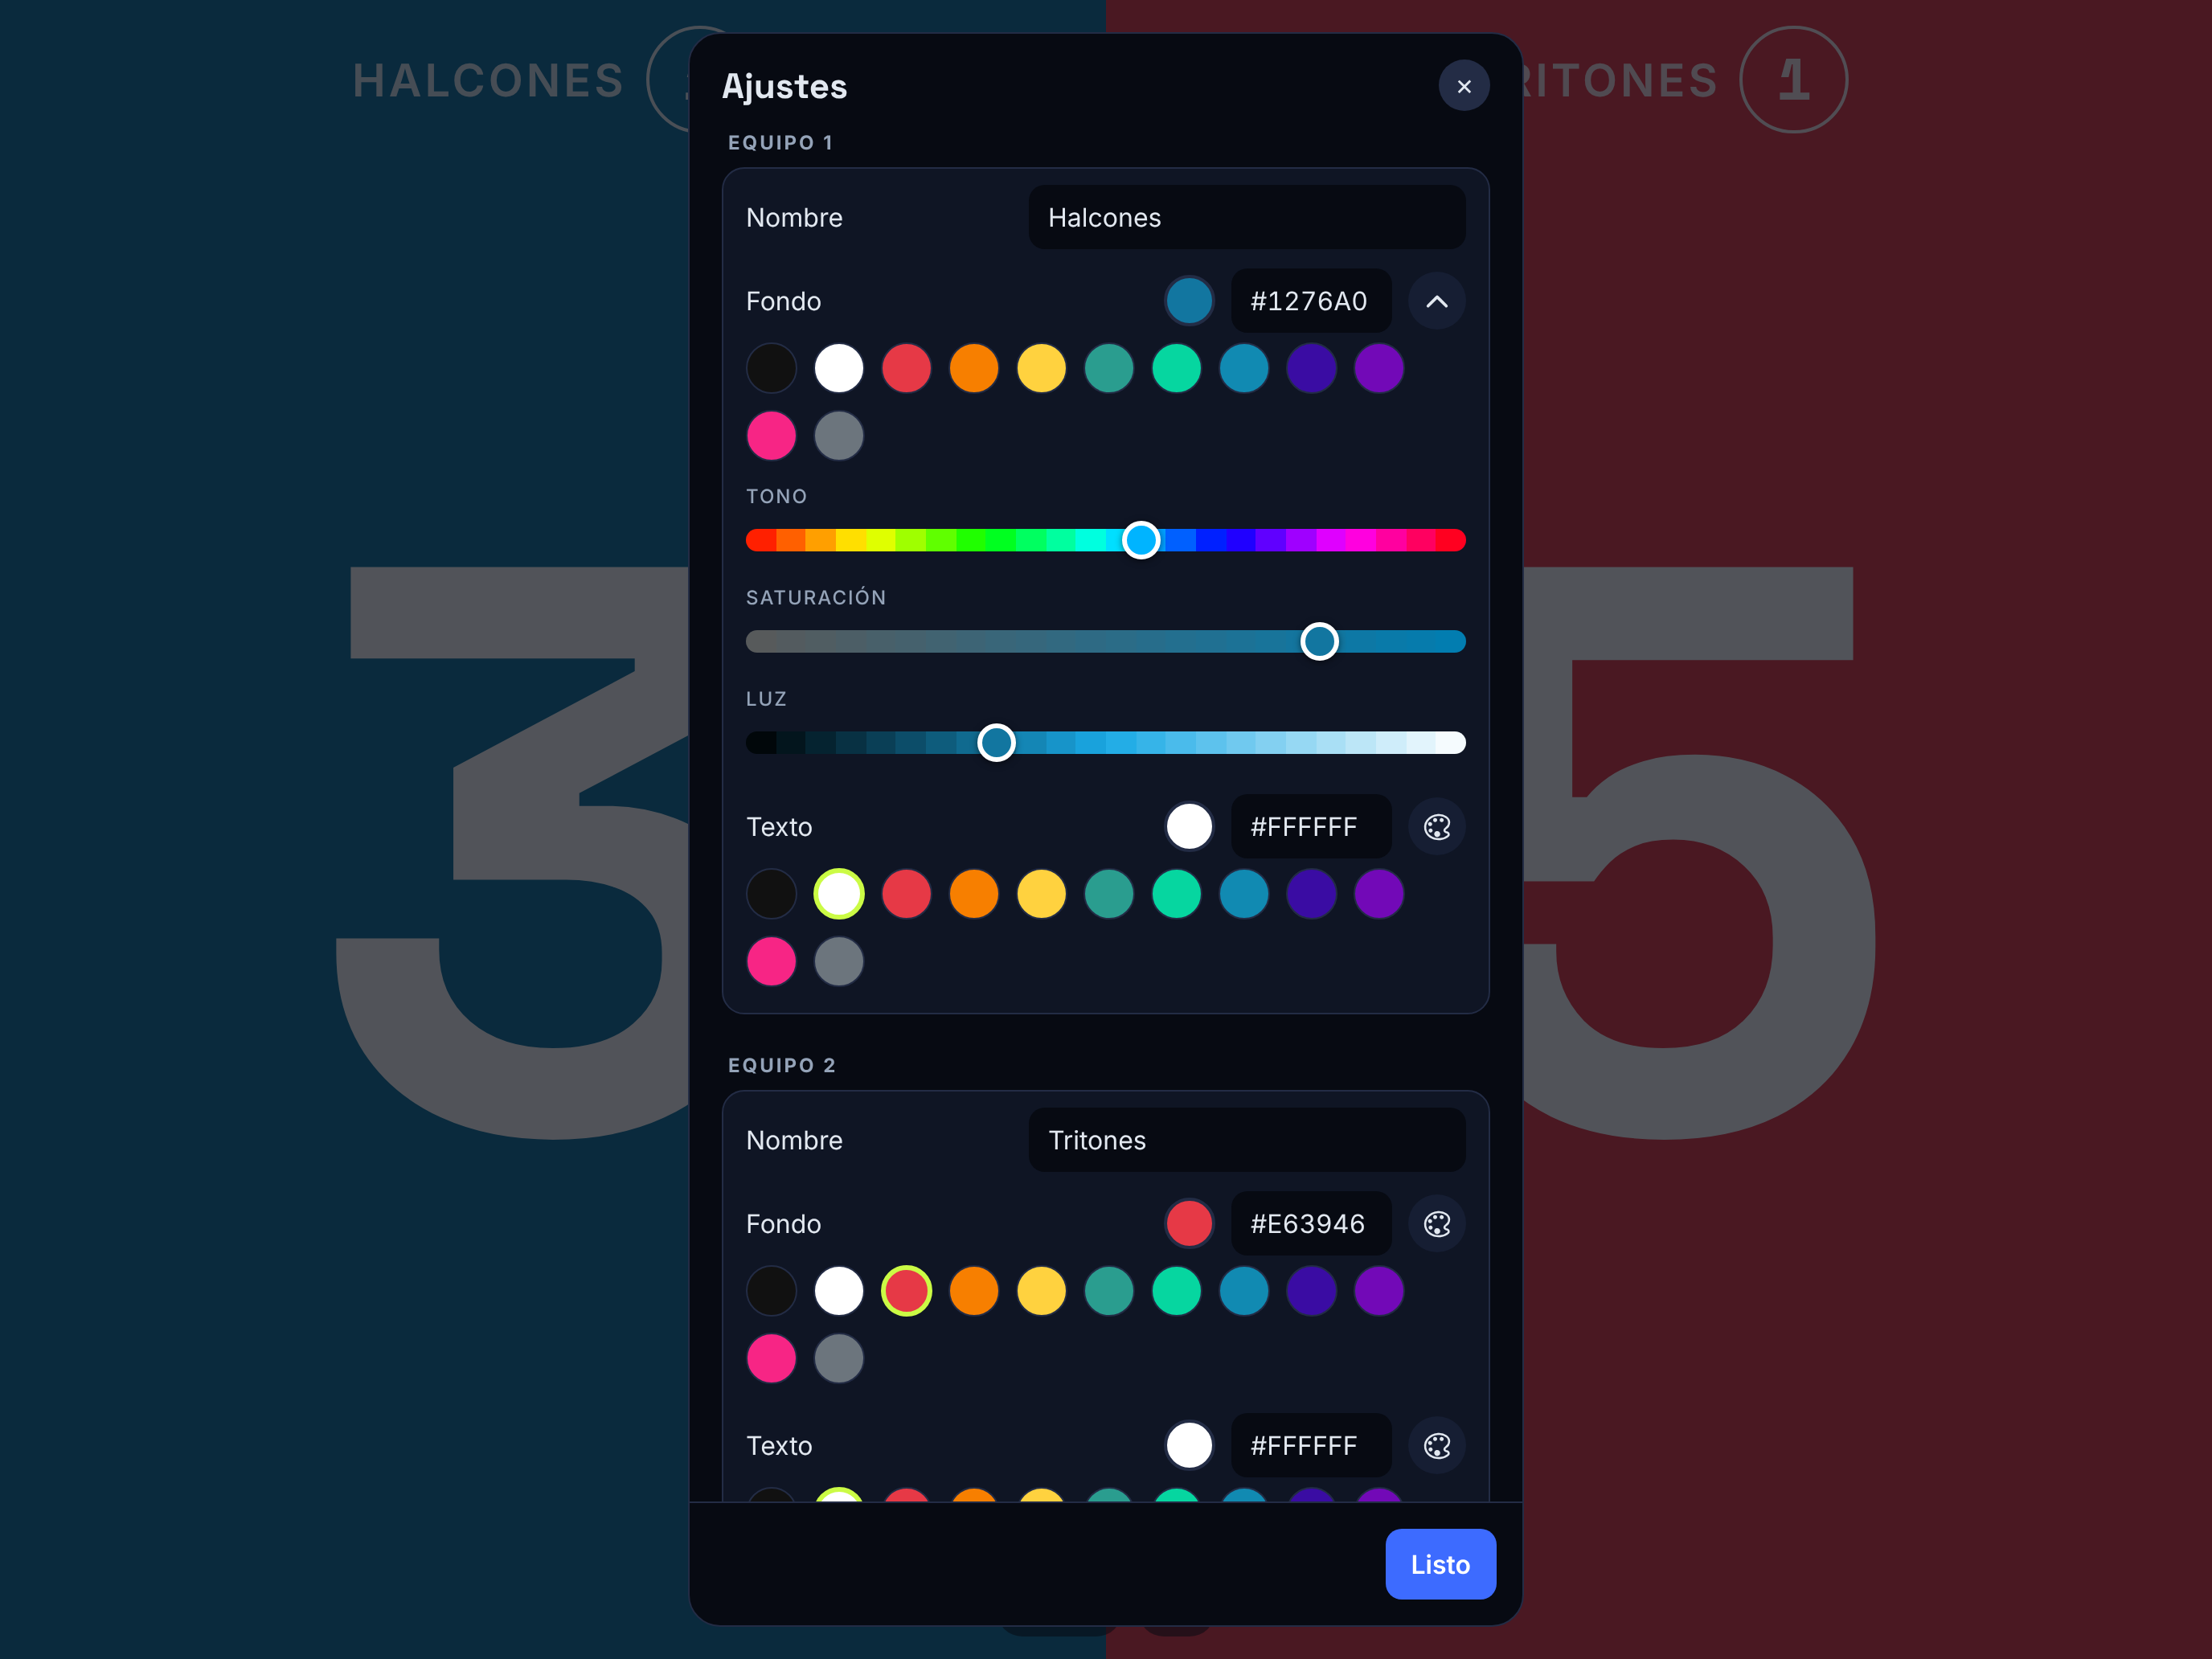 HALCONES
RITONES 1
Ajustes
EQUIPO 1
Nombre Halcones
Fondo #1276A0
TONO
SATURACIÓN
LUZ
Texto #FFFFFF
EQUIPO 2
Nombre Tritones
Fondo #E63946
Texto #FFFFFF
3 5
Listo